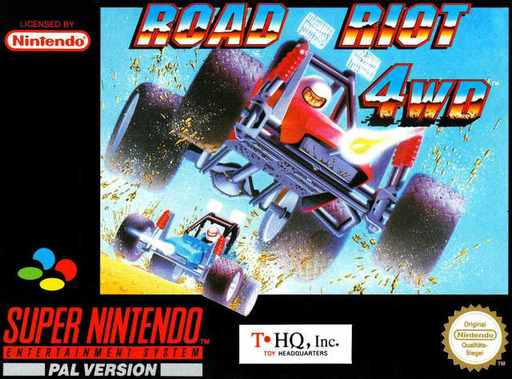 LICENSED BY
Nintendo
ROAD RIOT
4WD
TM
SUPER NINTENDO
ENTERTAINMENT SYSTEM
PAL VERSION
T·HQ, Inc.
TOY HEADQUARTERS
Original
Nintendo
Qualitäts-
Siegel